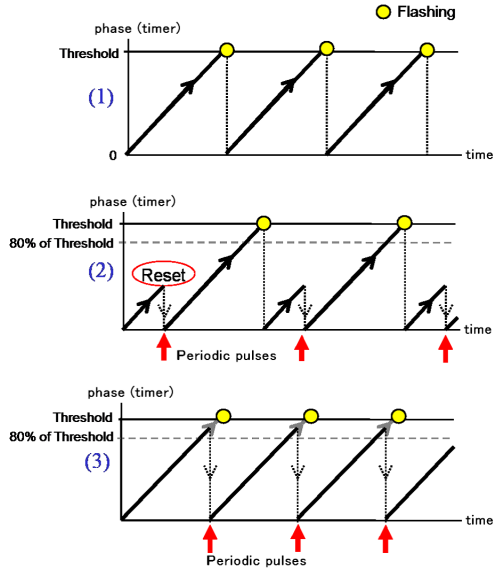 Flashing
phase (timer)
Threshold
(1)
0
time
phase (timer)
Threshold
80% of Threshold
(2)
Reset
time
Periodic pulses
phase (timer)
Threshold
80% of Threshold
(3)
time
Periodic pulses